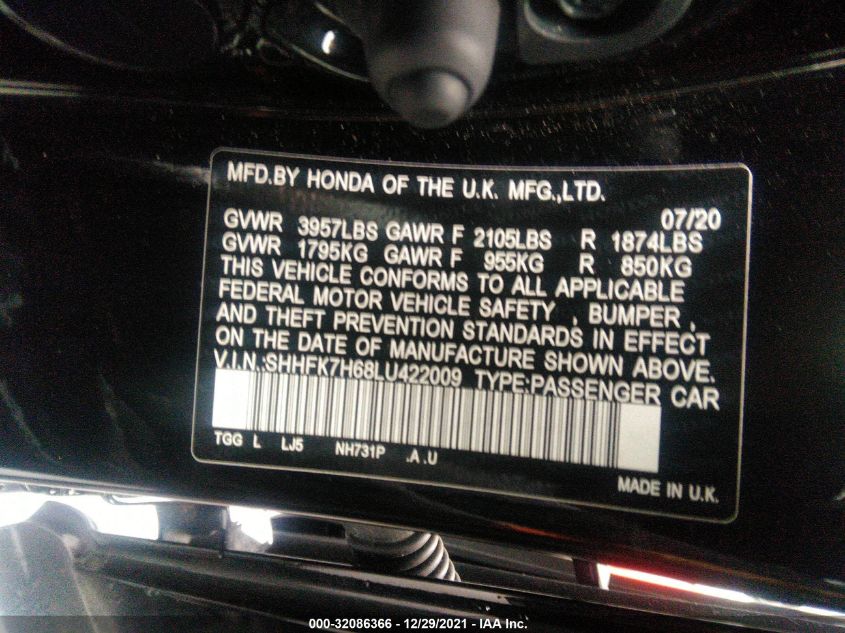 MFD.BY HONDA OF THE U.K. MFG.,LTD.
07/20
GVWR 3957LBS GAWR F 2105LBS R 1874LBS
GVWR 1795KG GAWR F 955KG R 850KG
THIS VEHICLE CONFORMS TO ALL APPLICABLE
FEDERAL MOTOR VEHICLE SAFETY , BUMPER ,
AND THEFT PREVENTION STANDARDS IN EFFECT
ON THE DATE OF MANUFACTURE SHOWN ABOVE.
V.I.N.:SHHFK7H68LU422009 TYPE:PASSENGER CAR
TGG L LJ5 NH731P .A .U
MADE IN U.K.
000-32086366 - 12/29/2021 - IAA Inc.